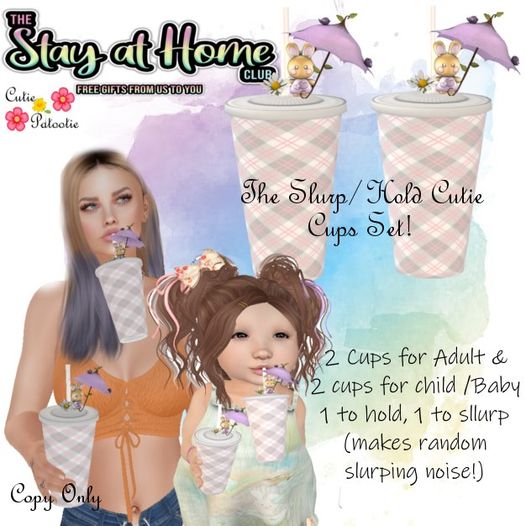 THE
Stay at Home
CLUB
FREE GIFTS FROM US TO YOU
Cutie
Patootie
The Slurp/Hold Cutie
Cups Set!
2 Cups for Adult &
2 cups for child /Baby
1 to hold, 1 to sllurp
(makes random
slurping noise!)
Copy Only